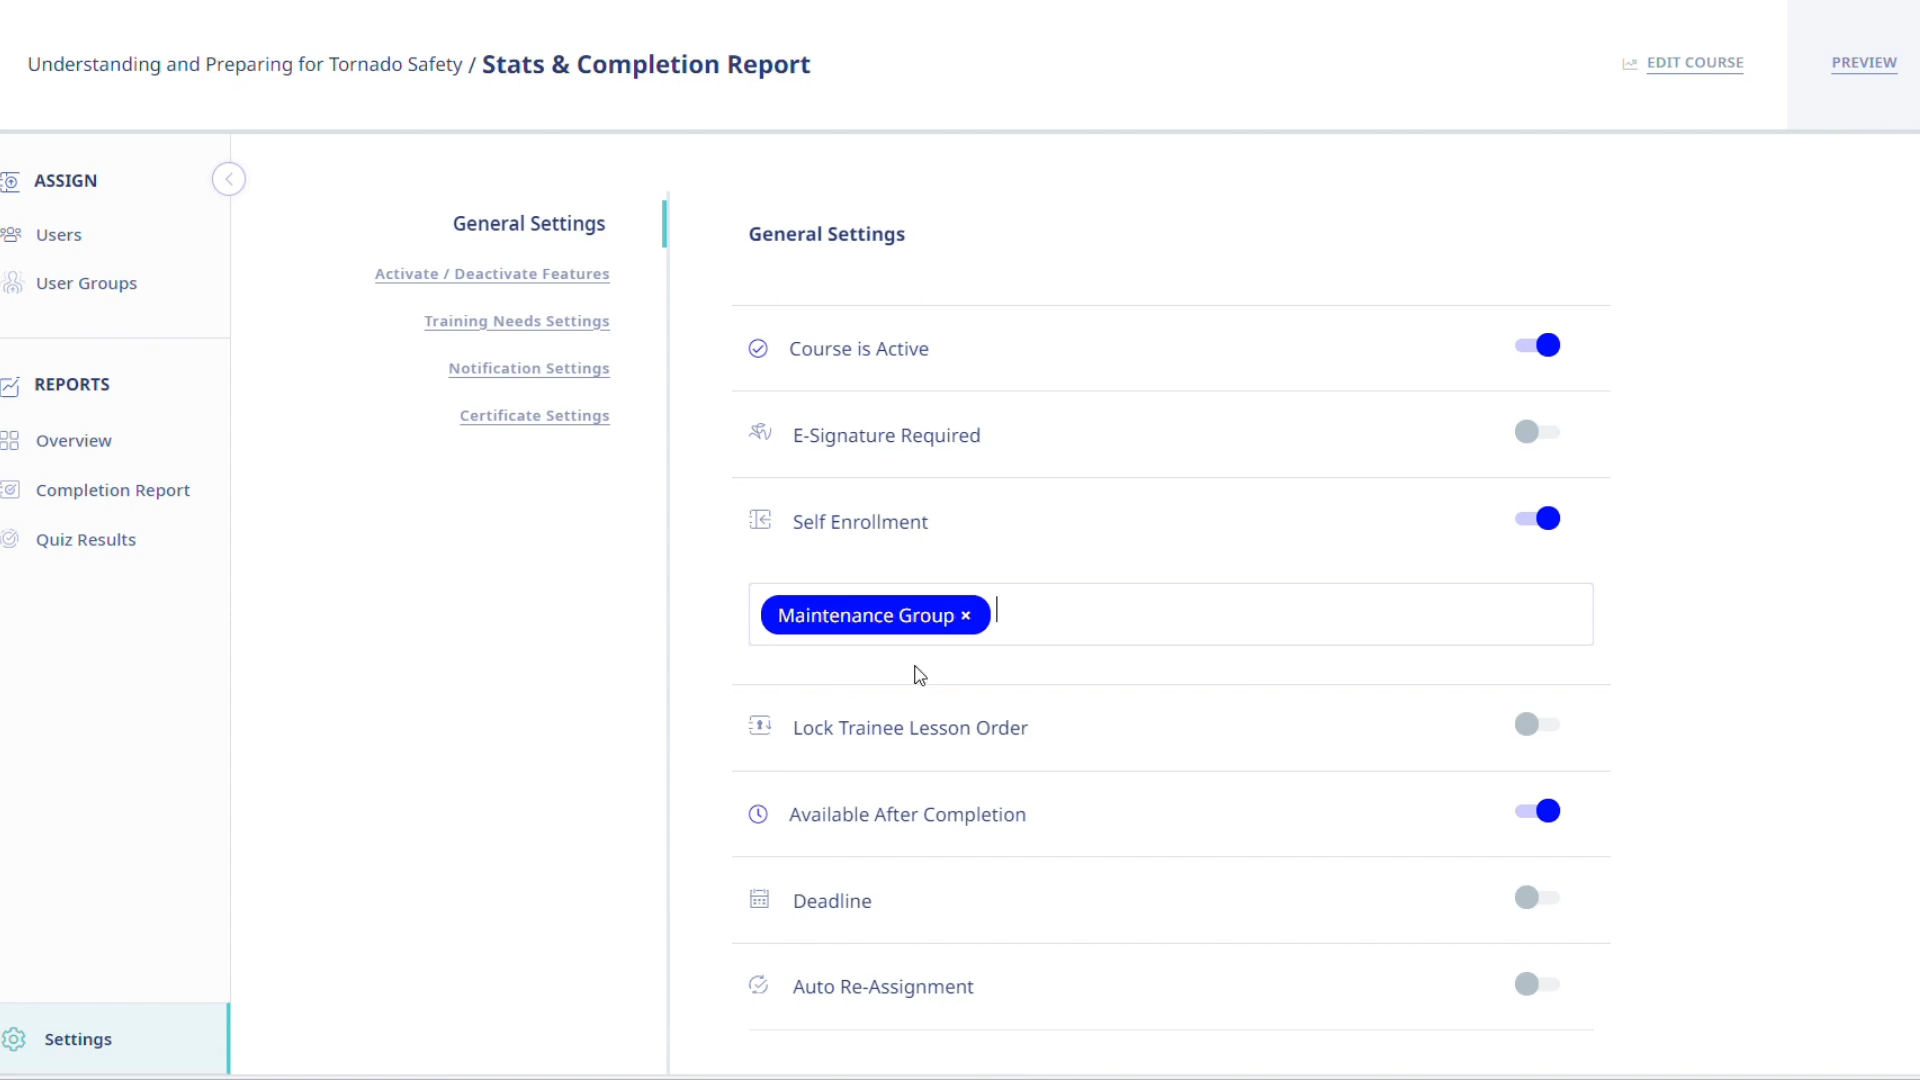 Understanding and Preparing for Tornado Safety / Stats & Completion Report
EDIT COURSE
PREVIEW
ASSIGN
Users
User Groups
REPORTS
Overview
Completion Report
Quiz Results
Settings
General Settings
Activate / Deactivate Features
Training Needs Settings
Notification Settings
Certificate Settings
General Settings
Course is Active
E-Signature Required
Self Enrollment
Maintenance Group ×
Lock Trainee Lesson Order
Available After Completion
Deadline
Auto Re-Assignment